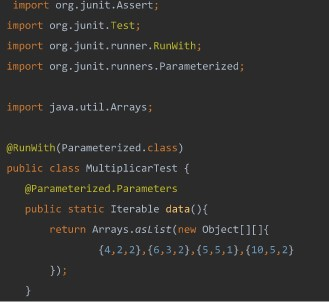 import org.junit.Assert;
import org.junit.Test;
import org.junit.runner.RunWith;
import org.junit.runners.Parameterized;
import java.util.Arrays;
@RunWith(Parameterized.class)
public class MultiplicarTest {
@Parameterized.Parameters
public static Iterable data(){
return Arrays.asList(new Object[][]{
{4,2,2},{6,3,2},{5,5,1},{10,5,2}
});
}